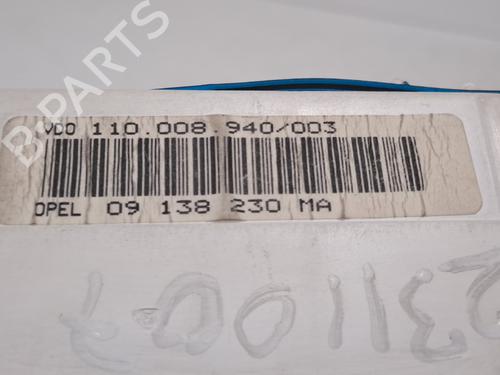 VDO 110.008.940/003
OPEL 09 138 230 MA
B-PARTS